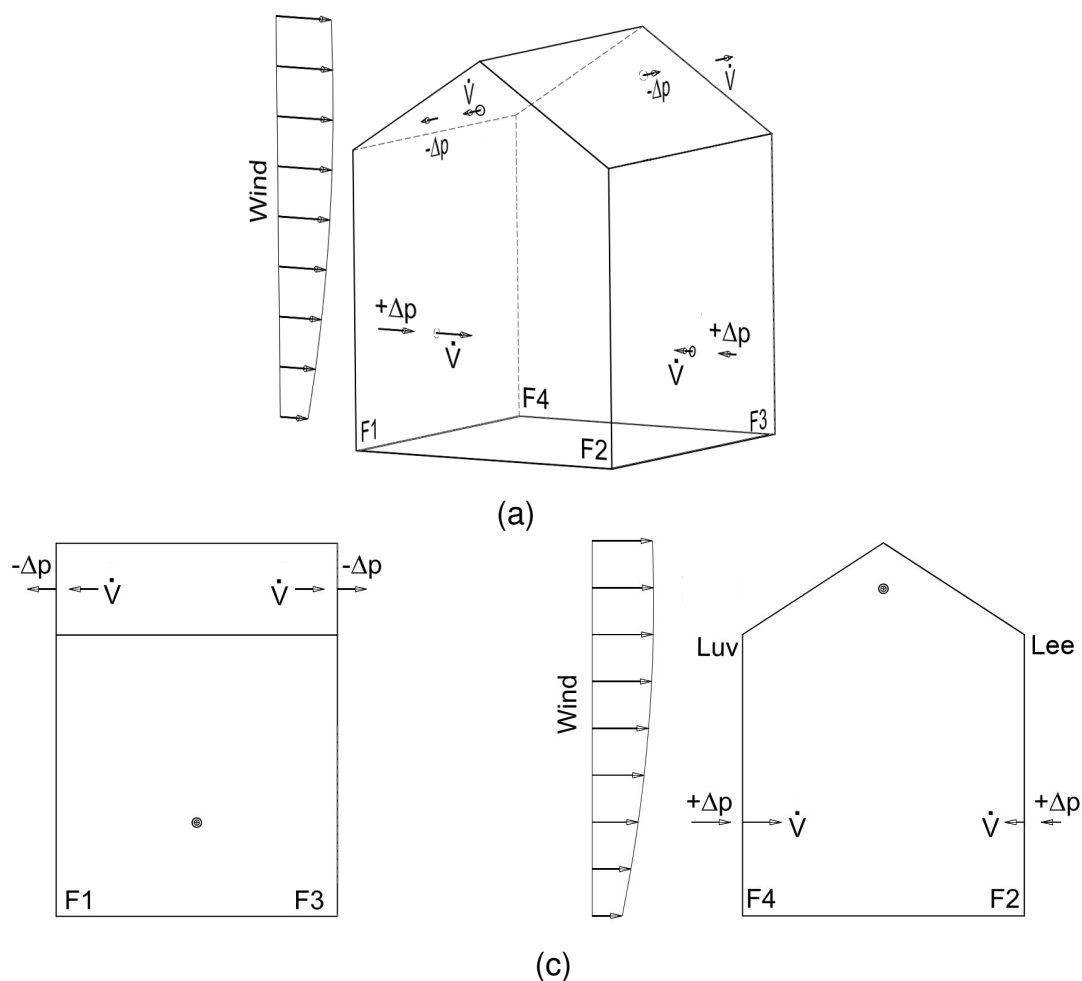 Wind
V̇
-Δp
-Δp
V̇
+Δp
V̇
+Δp
V̇
F1
F4
F2
F3
(a)
-Δp
V̇
V̇
-Δp
F1
F3
Wind
Luv
Lee
+Δp
V̇
V̇
+Δp
F4
F2
(c)